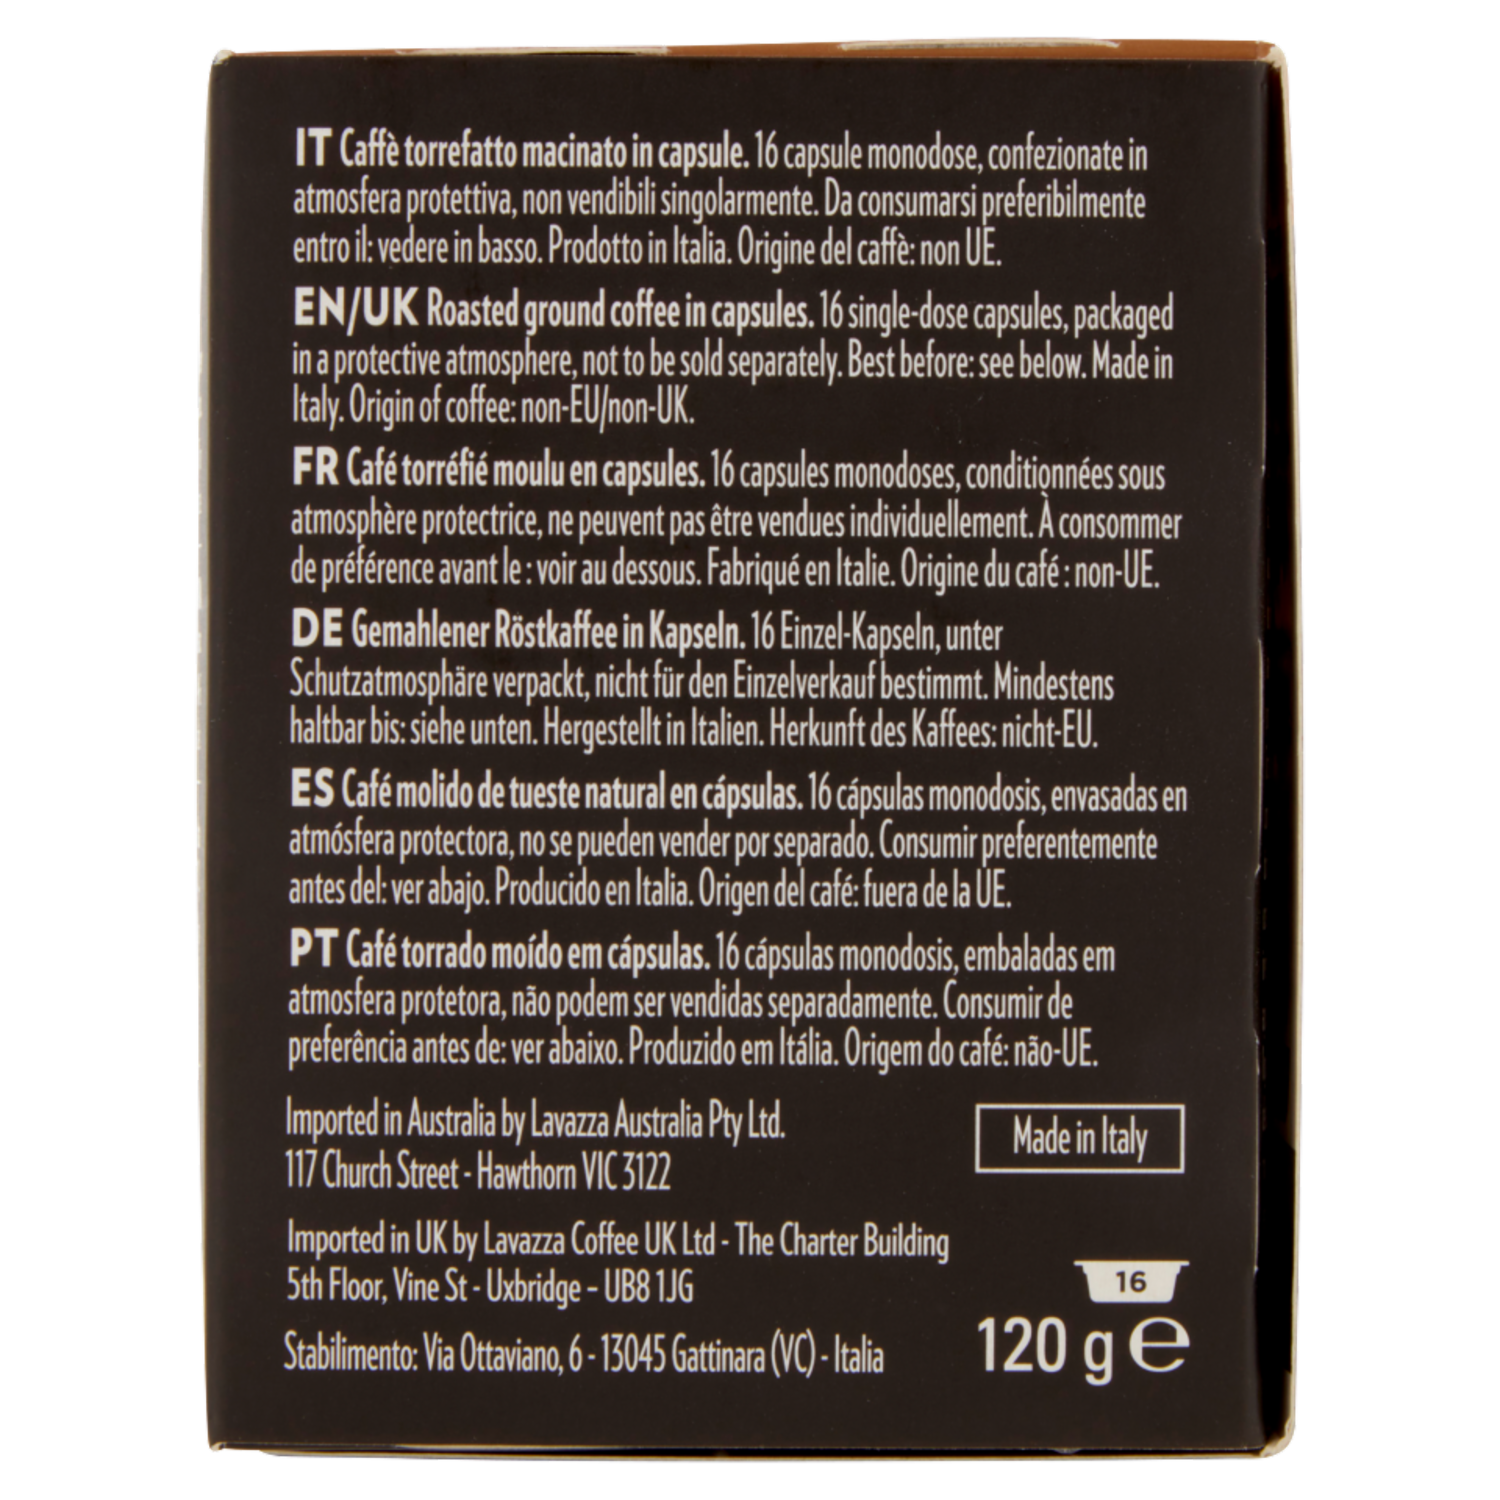 IT Caffè torrefatto macinato in capsule. 16 capsule monodose, confezionate in
atmosfera protettiva, non vendibili singolarmente. Da consumarsi preferibilmente
entro il: vedere in basso. Prodotto in Italia. Origine del caffè: non UE.
EN/UK Roasted ground coffee in capsules. 16 single-dose capsules, packaged
in a protective atmosphere, not to be sold separately. Best before: see below. Made in
Italy. Origin of coffee: non-EU/non-UK.
FR Café torréfié moulu en capsules. 16 capsules monodoses, conditionnées sous
atmosphère protectrice, ne peuvent pas être vendues individuellement. À consommer
de préférence avant le : voir au dessous. Fabriqué en Italie. Origine du café : non-UE.
DE Gemahlener Röstkaffee in Kapseln. 16 Einzel-Kapseln, unter
Schutzatmosphäre verpackt, nicht für den Einzelverkauf bestimmt. Mindestens
haltbar bis: siehe unten. Hergestellt in Italien. Herkunft des Kaffees: nicht-EU.
ES Café molido de tueste natural en cápsulas. 16 cápsulas monodosis, envasadas en
atmósfera protectora, no se pueden vender por separado. Consumir preferentemente
antes del: ver abajo. Producido en Italia. Origen del café: fuera de la UE.
PT Café torrado moído em cápsulas. 16 cápsulas monodosis, embaladas em
atmosfera protetora, não podem ser vendidas separadamente. Consumir de
preferência antes de: ver abaixo. Produzido em Itália. Origem do café: não-UE.
Imported in Australia by Lavazza Australia Pty Ltd.
117 Church Street - Hawthorn VIC 3122
Made in Italy
Imported in UK by Lavazza Coffee UK Ltd - The Charter Building
5th Floor, Vine St - Uxbridge – UB8 1JG
Stabilimento: Via Ottaviano, 6 - 13045 Gattinara (VC) - Italia
16
120 g ℮